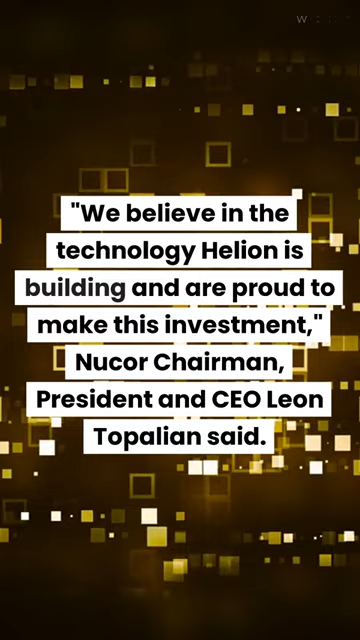 "We believe in the
technology Helion is
building and are proud to
make this investment,"
Nucor Chairman,
President and CEO Leon
Topalian said.